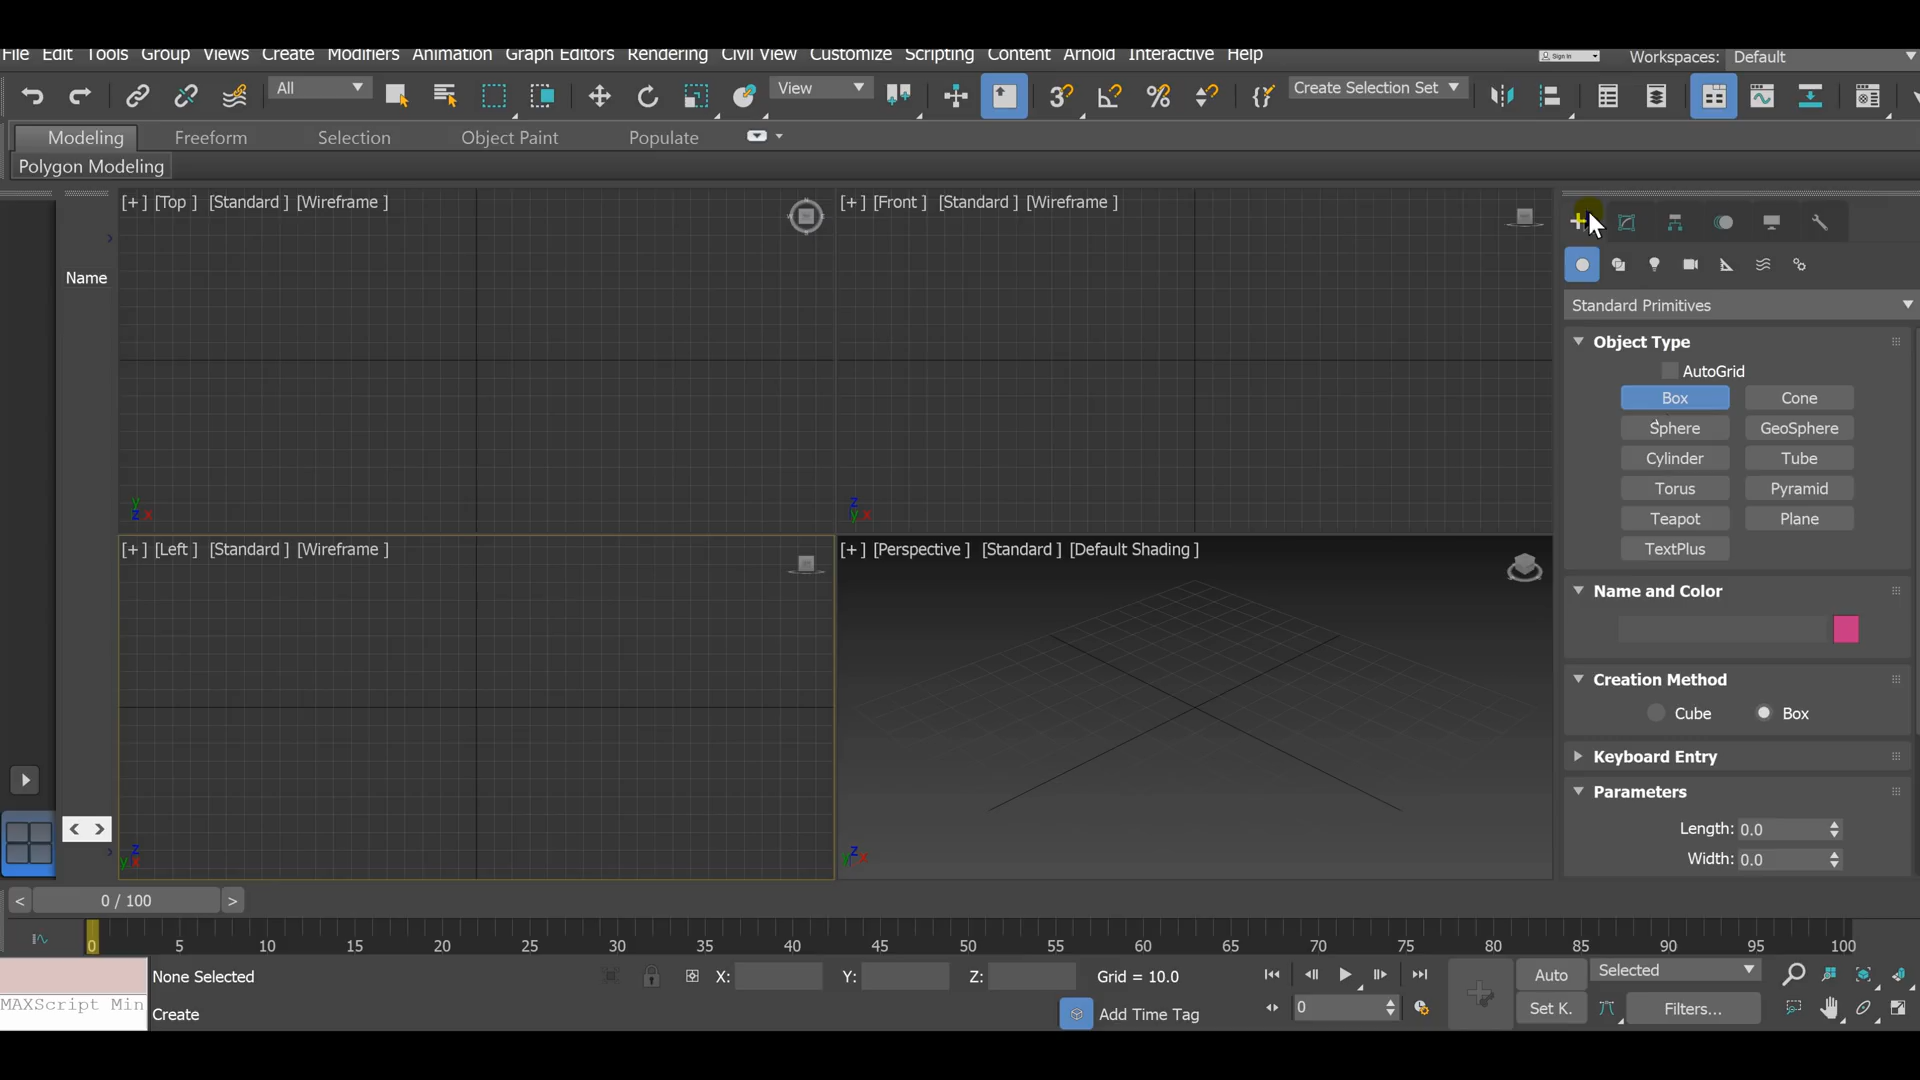 File Edit Tools Group Views Create Modifiers Animation Graph Editors Rendering Civil View Customize Scripting Content Arnold Interactive Help Sign In Workspaces: Default
All View Create Selection Set
Modeling Freeform Selection Object Paint Populate
Polygon Modeling
[+] [Top] [Standard] [Wireframe]
[+] [Front] [Standard] [Wireframe]
Name
Standard Primitives
Object Type
AutoGrid
Box Cone
Sphere GeoSphere
Cylinder Tube
Torus Pyramid
Teapot Plane
TextPlus
y
z x
z
y x
[+] [Left] [Standard] [Wireframe]
[+] [Perspective] [Standard] [Default Shading]
Name and Color
Creation Method
Cube Box
Keyboard Entry
Parameters
Length: 0.0
Width: 0.0
z
y x
z
y x
< >
< 0 / 100 >
0 5 10 15 20 25 30 35 40 45 50 55 60 65 70 75 80 85 90 95 100
None Selected X: Y: Z: Grid = 10.0 Auto Selected
MAXScript Min Create Add Time Tag 0 Set K. Filters...